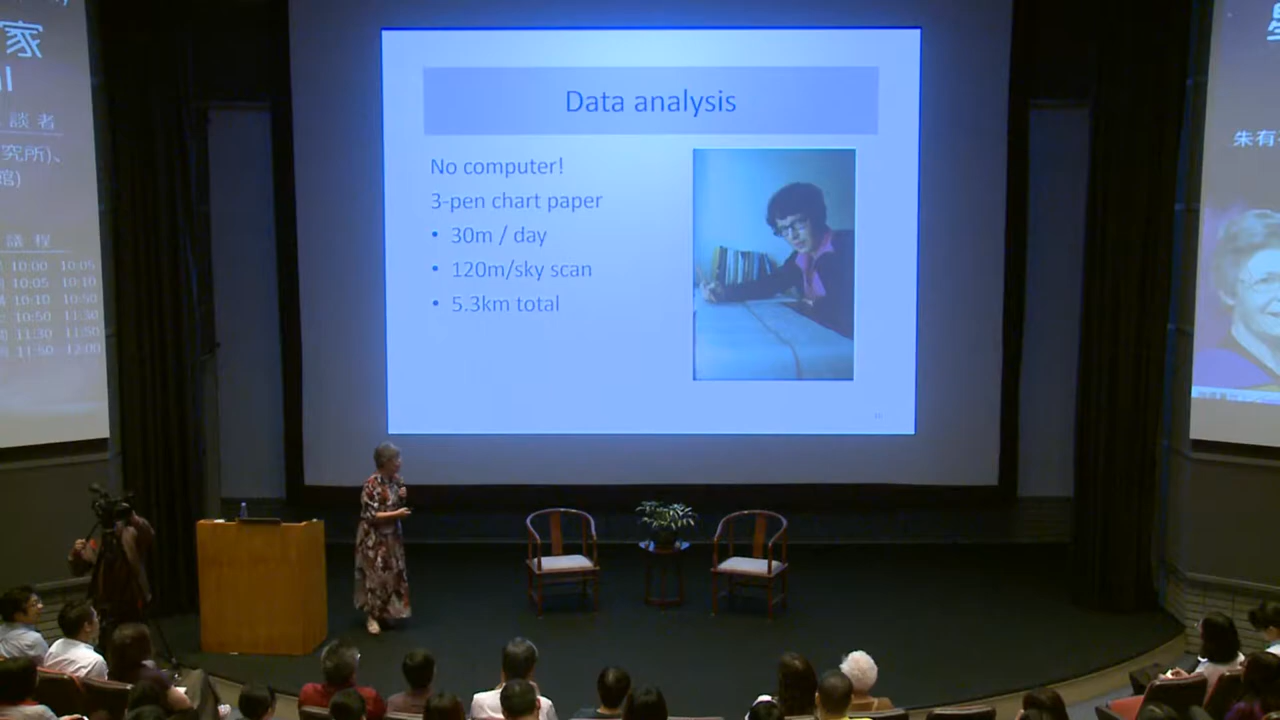 家
談 者
究所)、
館)
議 程
10:00 10:05
10:05 10:10
10:10 10:50
10:50 11:30
11:30 11:50
11:50 12:00
Data analysis
No computer!
3-pen chart paper
• 30m / day
• 120m/sky scan
• 5.3km total
朱有